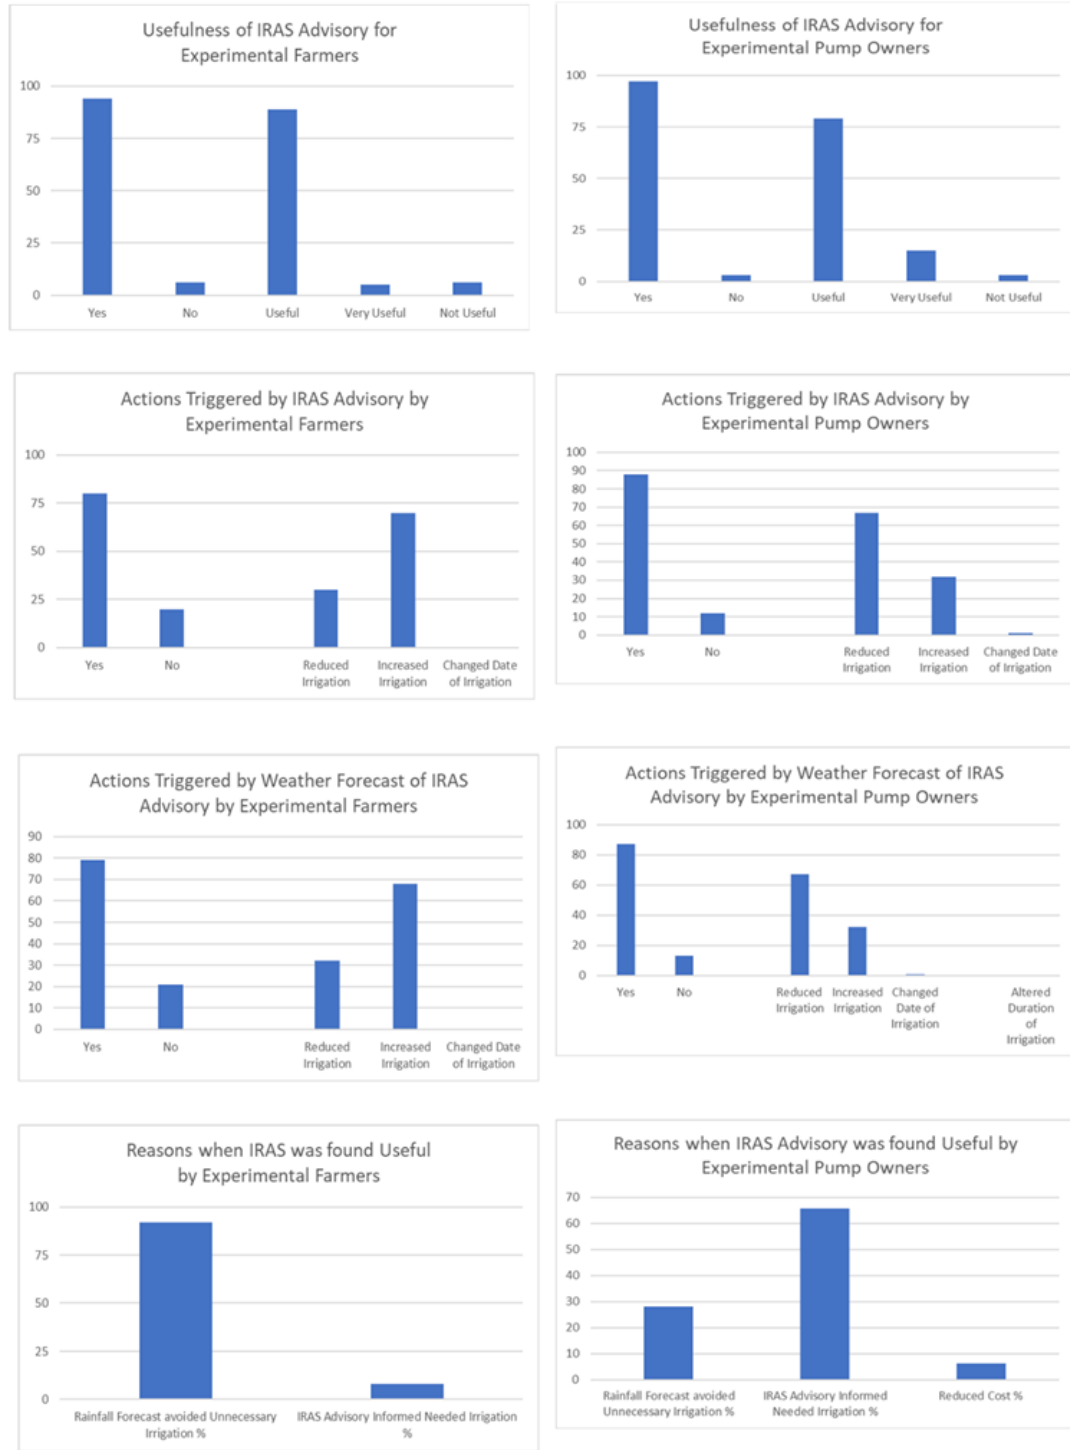 Usefulness of IRAS Advisory for
Experimental Farmers
100
75
50
25
0
Yes No Useful Very Useful Not Useful
Usefulness of IRAS Advisory for
Experimental Pump Owners
100
75
50
25
0
Yes No Useful Very Useful Not Useful
Actions Triggered by IRAS Advisory by
Experimental Farmers
100
75
50
25
0
Yes No Reduced Increased Changed Date
Irrigation Irrigation of Irrigation
Actions Triggered by IRAS Advisory by
Experimental Pump Owners
100
90
80
70
60
50
40
30
20
10
0
Yes No Reduced Increased Changed Date
Irrigation Irrigation of Irrigation
Actions Triggered by Weather Forecast of IRAS
Advisory by Experimental Farmers
90
80
70
60
50
40
30
20
10
0
Yes No Reduced Increased Changed Date
Irrigation Irrigation of Irrigation
Actions Triggered by Weather Forecast of IRAS
Advisory by Experimental Pump Owners
100
80
60
40
20
0
Yes No Reduced Increased Changed Altered
Irrigation Irrigation Date of Duration
Irrigation of
Irrigation
Reasons when IRAS was found Useful
by Experimental Farmers
100
75
50
25
0
Rainfall Forecast avoided Unnecessary IRAS Advisory Informed Needed Irrigation
Irrigation % %
Reasons when IRAS Advisory was found Useful by
Experimental Pump Owners
70
60
50
40
30
20
10
0
Rainfall Forecast avoided IRAS Advisory Informed Reduced Cost %
Unnecessary Irrigation % Needed Irrigation %